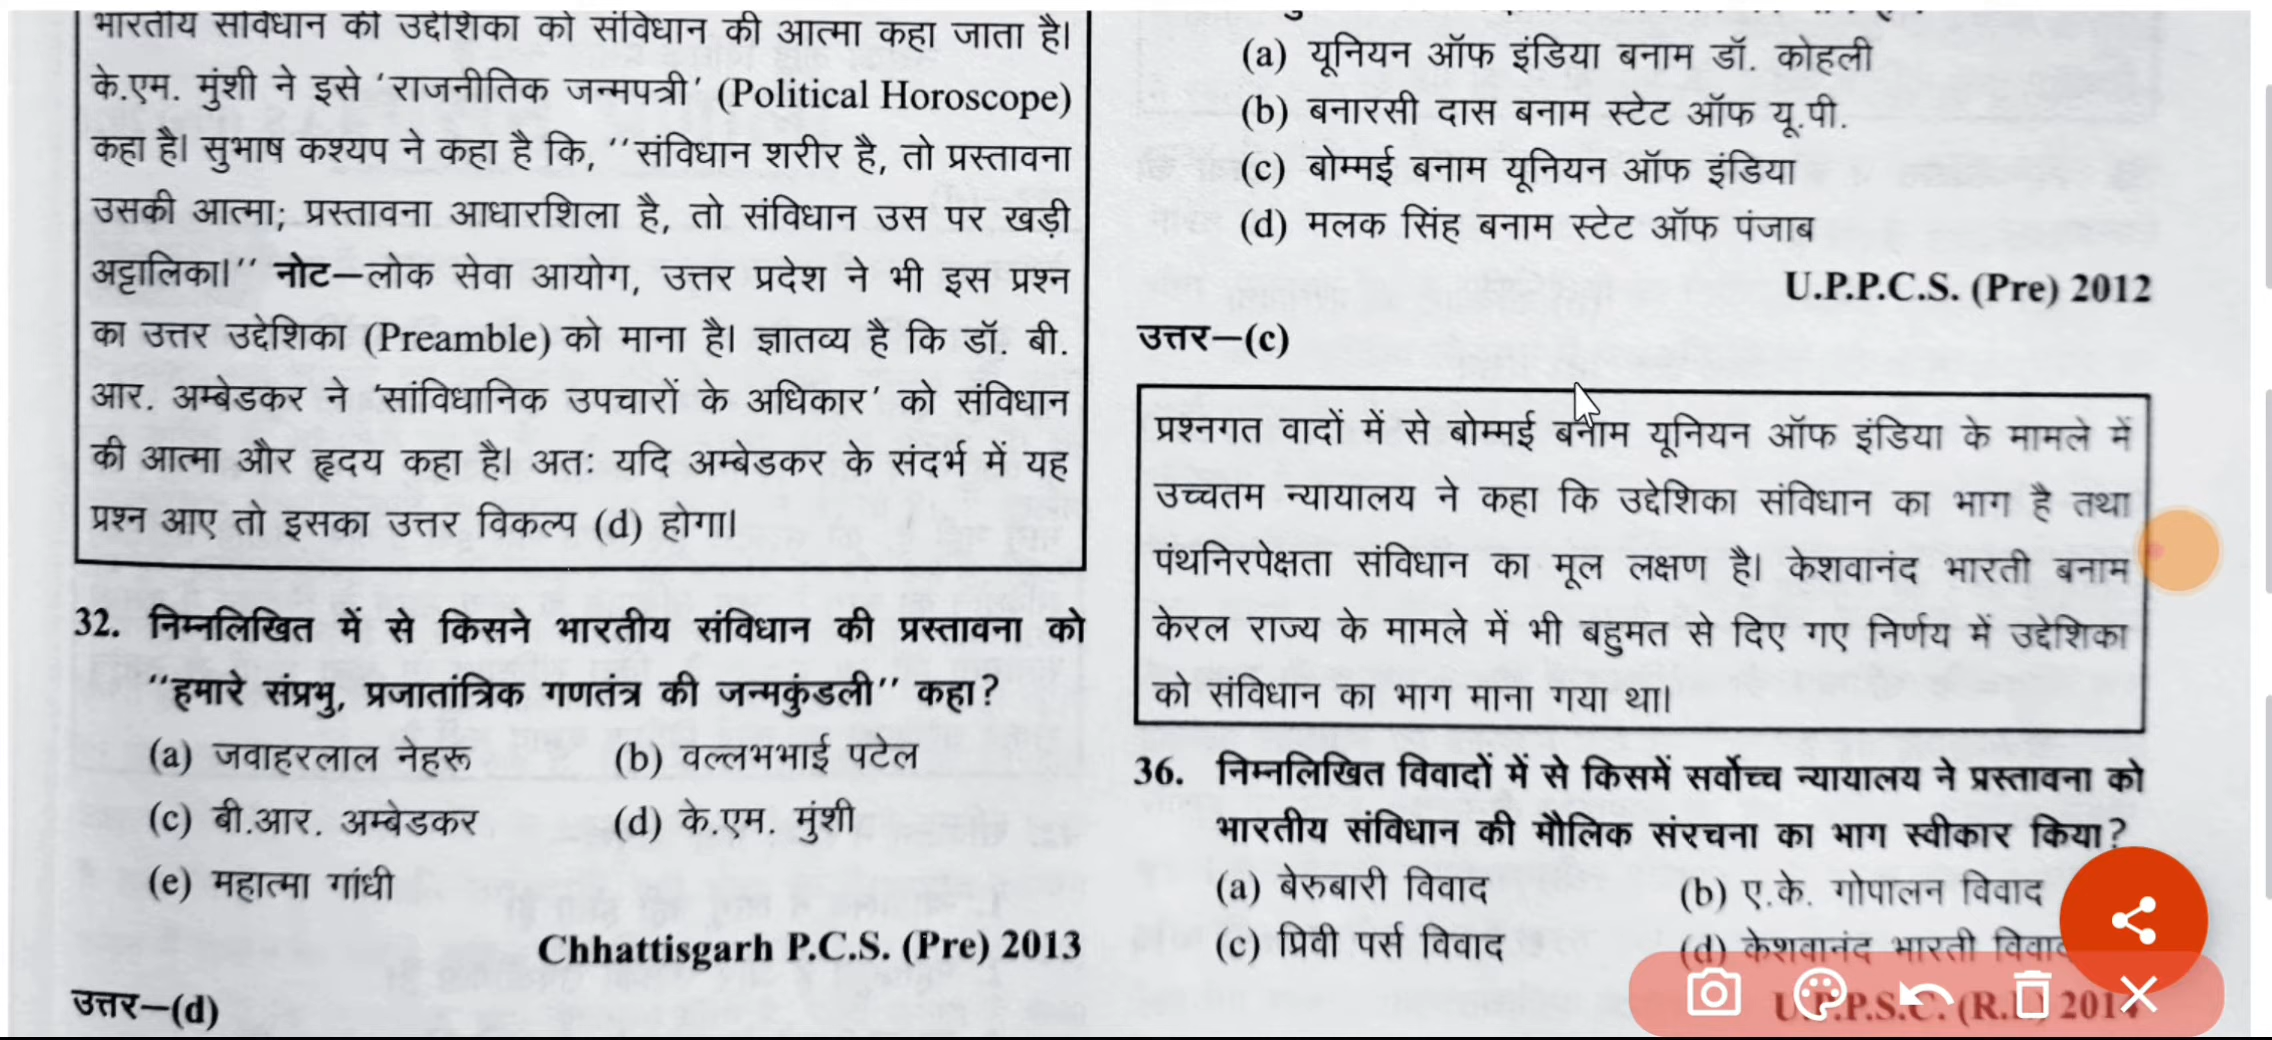 भारतीय संविधान की उद्देशिका को संविधान की आत्मा कहा जाता है।
के.एम. मुंशी ने इसे ‘राजनीतिक जन्मपत्री’ (Political Horoscope)
कहा है। सुभाष कश्यप ने कहा है कि, ‘‘संविधान शरीर है, तो प्रस्तावना
उसकी आत्मा; प्रस्तावना आधारशिला है, तो संविधान उस पर खड़ी
अट्टालिका।’’ नोट—लोक सेवा आयोग, उत्तर प्रदेश ने भी इस प्रश्न
का उत्तर उद्देशिका (Preamble) को माना है। ज्ञातव्य है कि डॉ. बी.
आर. अम्बेडकर ने ‘सांविधानिक उपचारों के अधिकार’ को संविधान
की आत्मा और हृदय कहा है। अतः यदि अम्बेडकर के संदर्भ में यह
प्रश्न आए तो इसका उत्तर विकल्प (d) होगा।
32. निम्नलिखित में से किसने भारतीय संविधान की प्रस्तावना को
‘‘हमारे संप्रभु, प्रजातांत्रिक गणतंत्र की जन्मकुंडली’’ कहा?
(a) जवाहरलाल नेहरू (b) वल्लभभाई पटेल
(c) बी.आर. अम्बेडकर (d) के.एम. मुंशी
(e) महात्मा गांधी
Chhattisgarh P.C.S. (Pre) 2013
उत्तर—(d)
(a) यूनियन ऑफ इंडिया बनाम डॉ. कोहली
(b) बनारसी दास बनाम स्टेट ऑफ यू.पी.
(c) बोम्मई बनाम यूनियन ऑफ इंडिया
(d) मलक सिंह बनाम स्टेट ऑफ पंजाब
U.P.P.C.S. (Pre) 2012
उत्तर—(c)
प्रश्नगत वादों में से बोम्मई बनाम यूनियन ऑफ इंडिया के मामले में
उच्चतम न्यायालय ने कहा कि उद्देशिका संविधान का भाग है तथा
पंथनिरपेक्षता संविधान का मूल लक्षण है। केशवानंद भारती बनाम
केरल राज्य के मामले में भी बहुमत से दिए गए निर्णय में उद्देशिका
को संविधान का भाग माना गया था।
36. निम्नलिखित विवादों में से किसमें सर्वोच्च न्यायालय ने प्रस्तावना को
भारतीय संविधान की मौलिक संरचना का भाग स्वीकार किया?
(a) बेरुबारी विवाद (b) ए.के. गोपालन विवाद
(c) प्रिवी पर्स विवाद (d) केशवानंद भारती विवाद
U.P.P.S.C. (R.I.) 2014